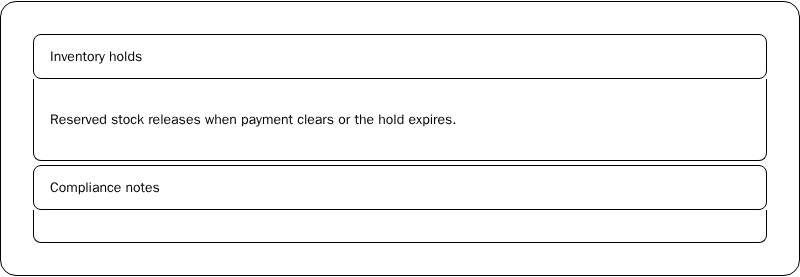 Inventory holds
Reserved stock releases when payment clears or the hold expires.
Compliance notes